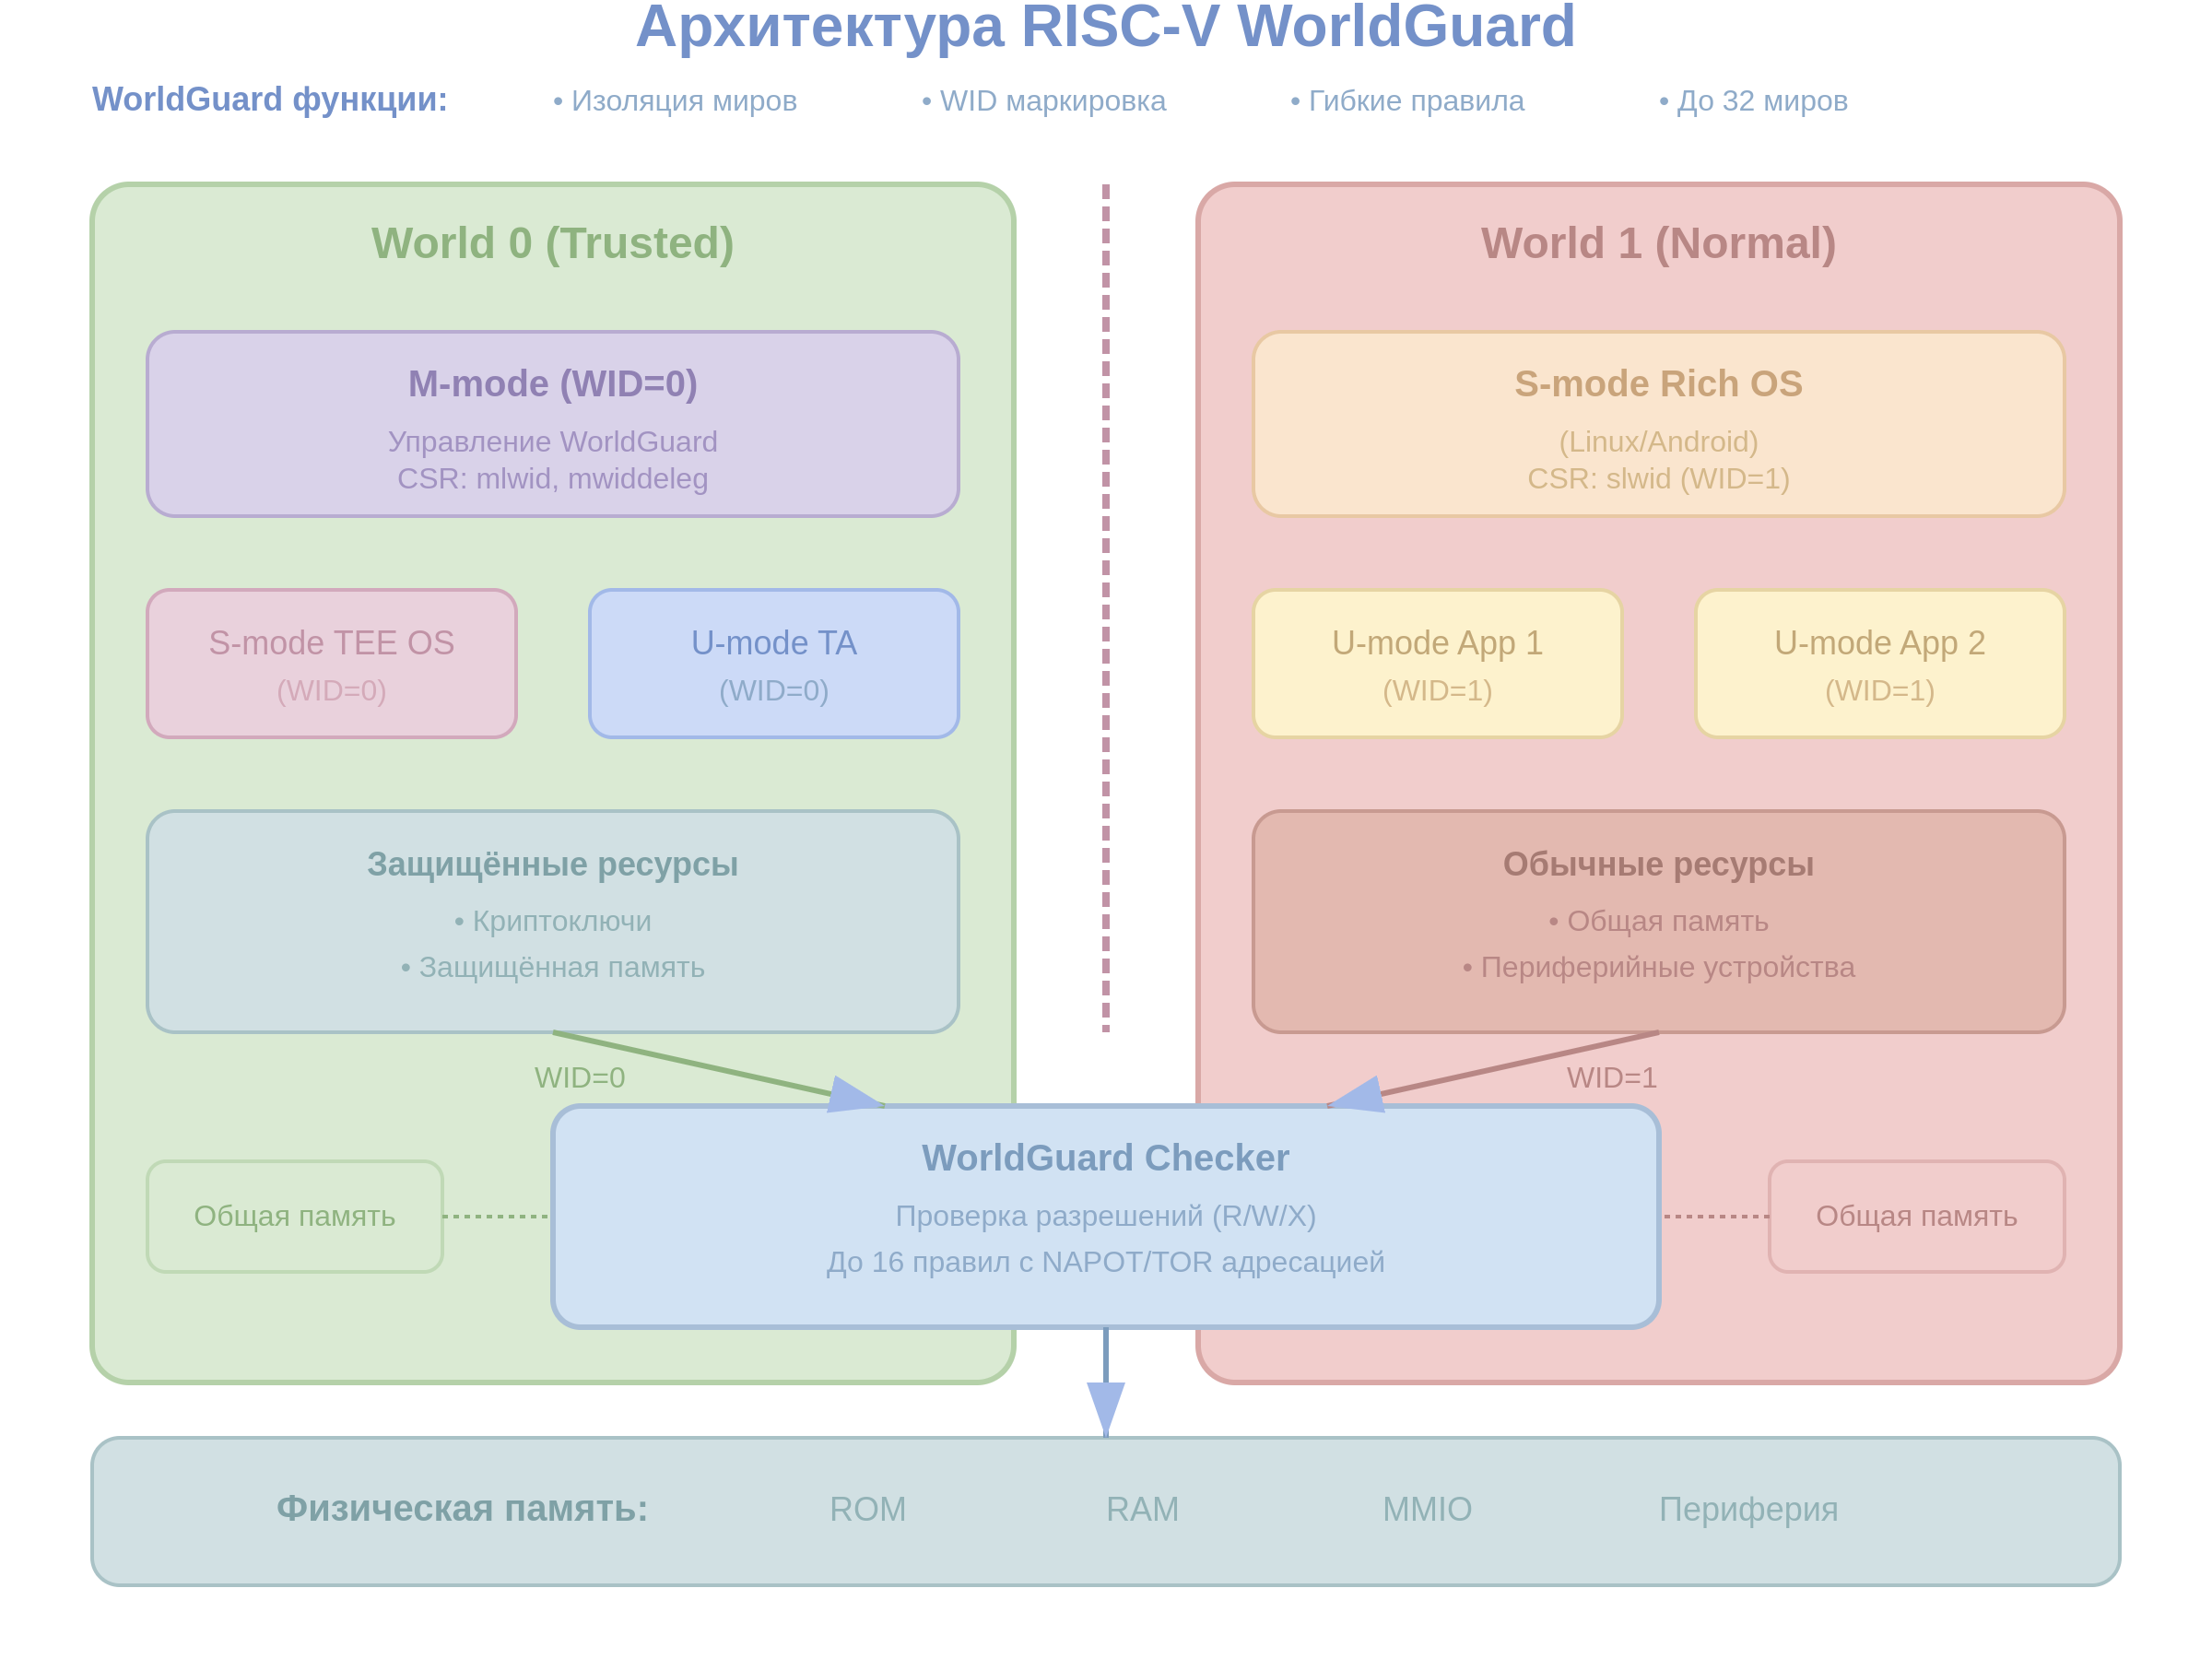 Архитектура RISC-V WorldGuard
WorldGuard функции: • Изоляция миров • WID маркировка • Гибкие правила • До 32 миров
World 0 (Trusted)
M-mode (WID=0)
Управление WorldGuard
CSR: mlwid, mwiddeleg
S-mode TEE OS
(WID=0)
U-mode TA
(WID=0)
Защищённые ресурсы
• Криптоключи
• Защищённая память
WID=0
Общая память
World 1 (Normal)
S-mode Rich OS
(Linux/Android)
CSR: slwid (WID=1)
U-mode App 1
(WID=1)
U-mode App 2
(WID=1)
Обычные ресурсы
• Общая память
• Периферийные устройства
WID=1
Общая память
WorldGuard Checker
Проверка разрешений (R/W/X)
До 16 правил с NAPOT/TOR адресацией
Физическая память: ROM RAM MMIO Периферия